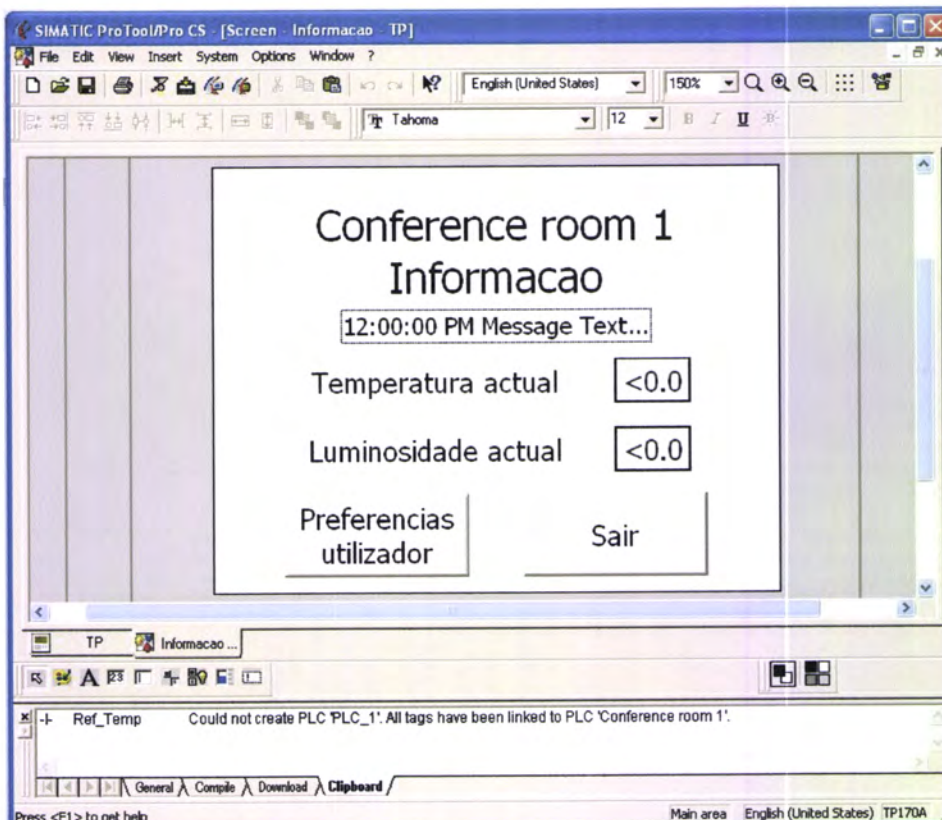 SIMATIC ProTool/Pro CS - [Screen - Informacao - TP]
File Edit View Insert System Options Window ?
English (United States) 150%
Tahoma 12 B I U
Conference room 1
Informacao
12:00:00 PM Message Text...
Temperatura actual <0.0
Luminosidade actual <0.0
Preferencias
utilizador
Sair
TP Informacao ...
Ref_Temp Could not create PLC 'PLC_1'. All tags have been linked to PLC 'Conference room 1'.
General Compile Download Clipboard
Press <F1> to get help Main area English (United States) TP170A